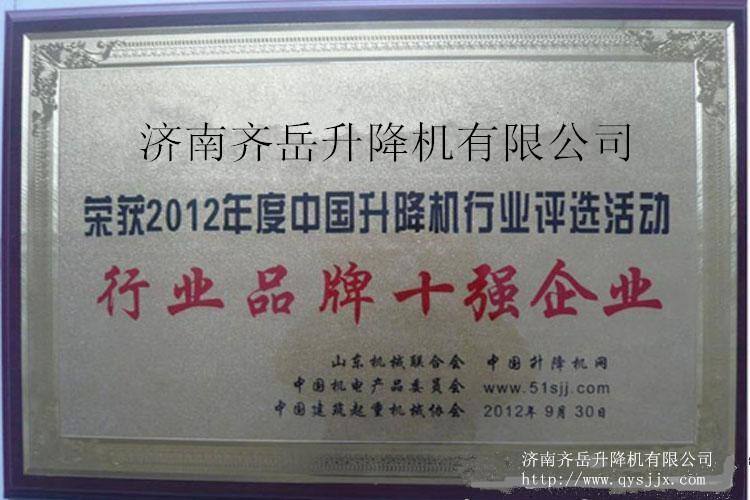 济南齐岳升降机有限公司
荣获2012年度中国升降机行业评选活动
行业品牌十强企业
山东机械联合会 中国升降机网
中国机电产品委员会 www.51sjj.com
中国建筑起重机械协会 2012年9月30日
济南齐岳升降机有限公司
http://www.qysjjx.com